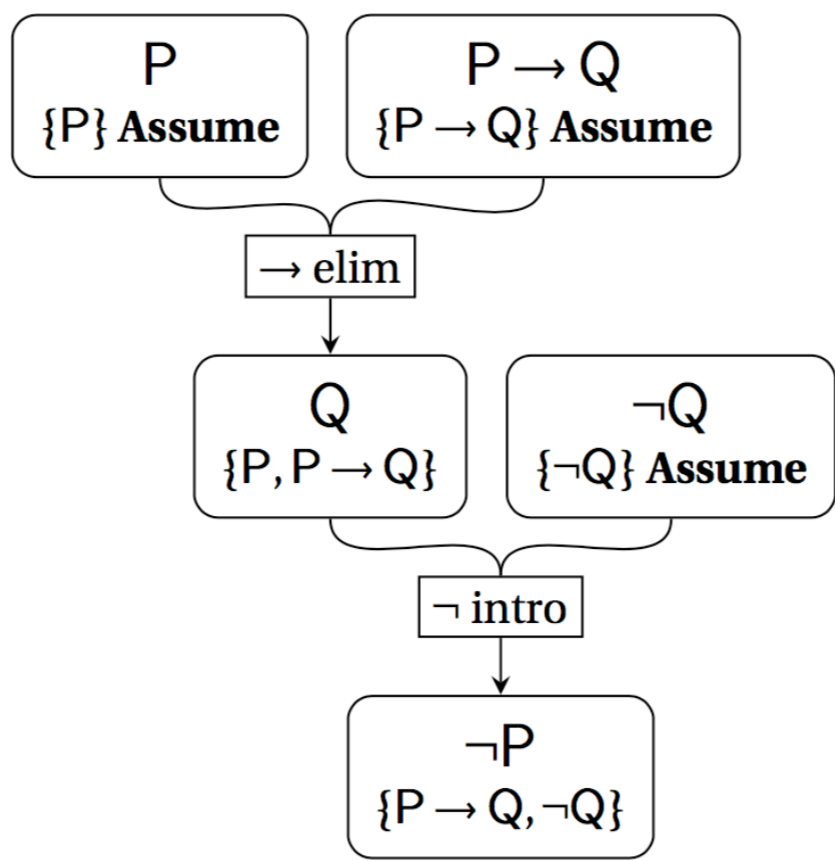 P
{P} Assume
P → Q
{P → Q} Assume
→ elim
Q
{P, P → Q}
¬Q
{¬Q} Assume
¬ intro
¬P
{P → Q, ¬Q}